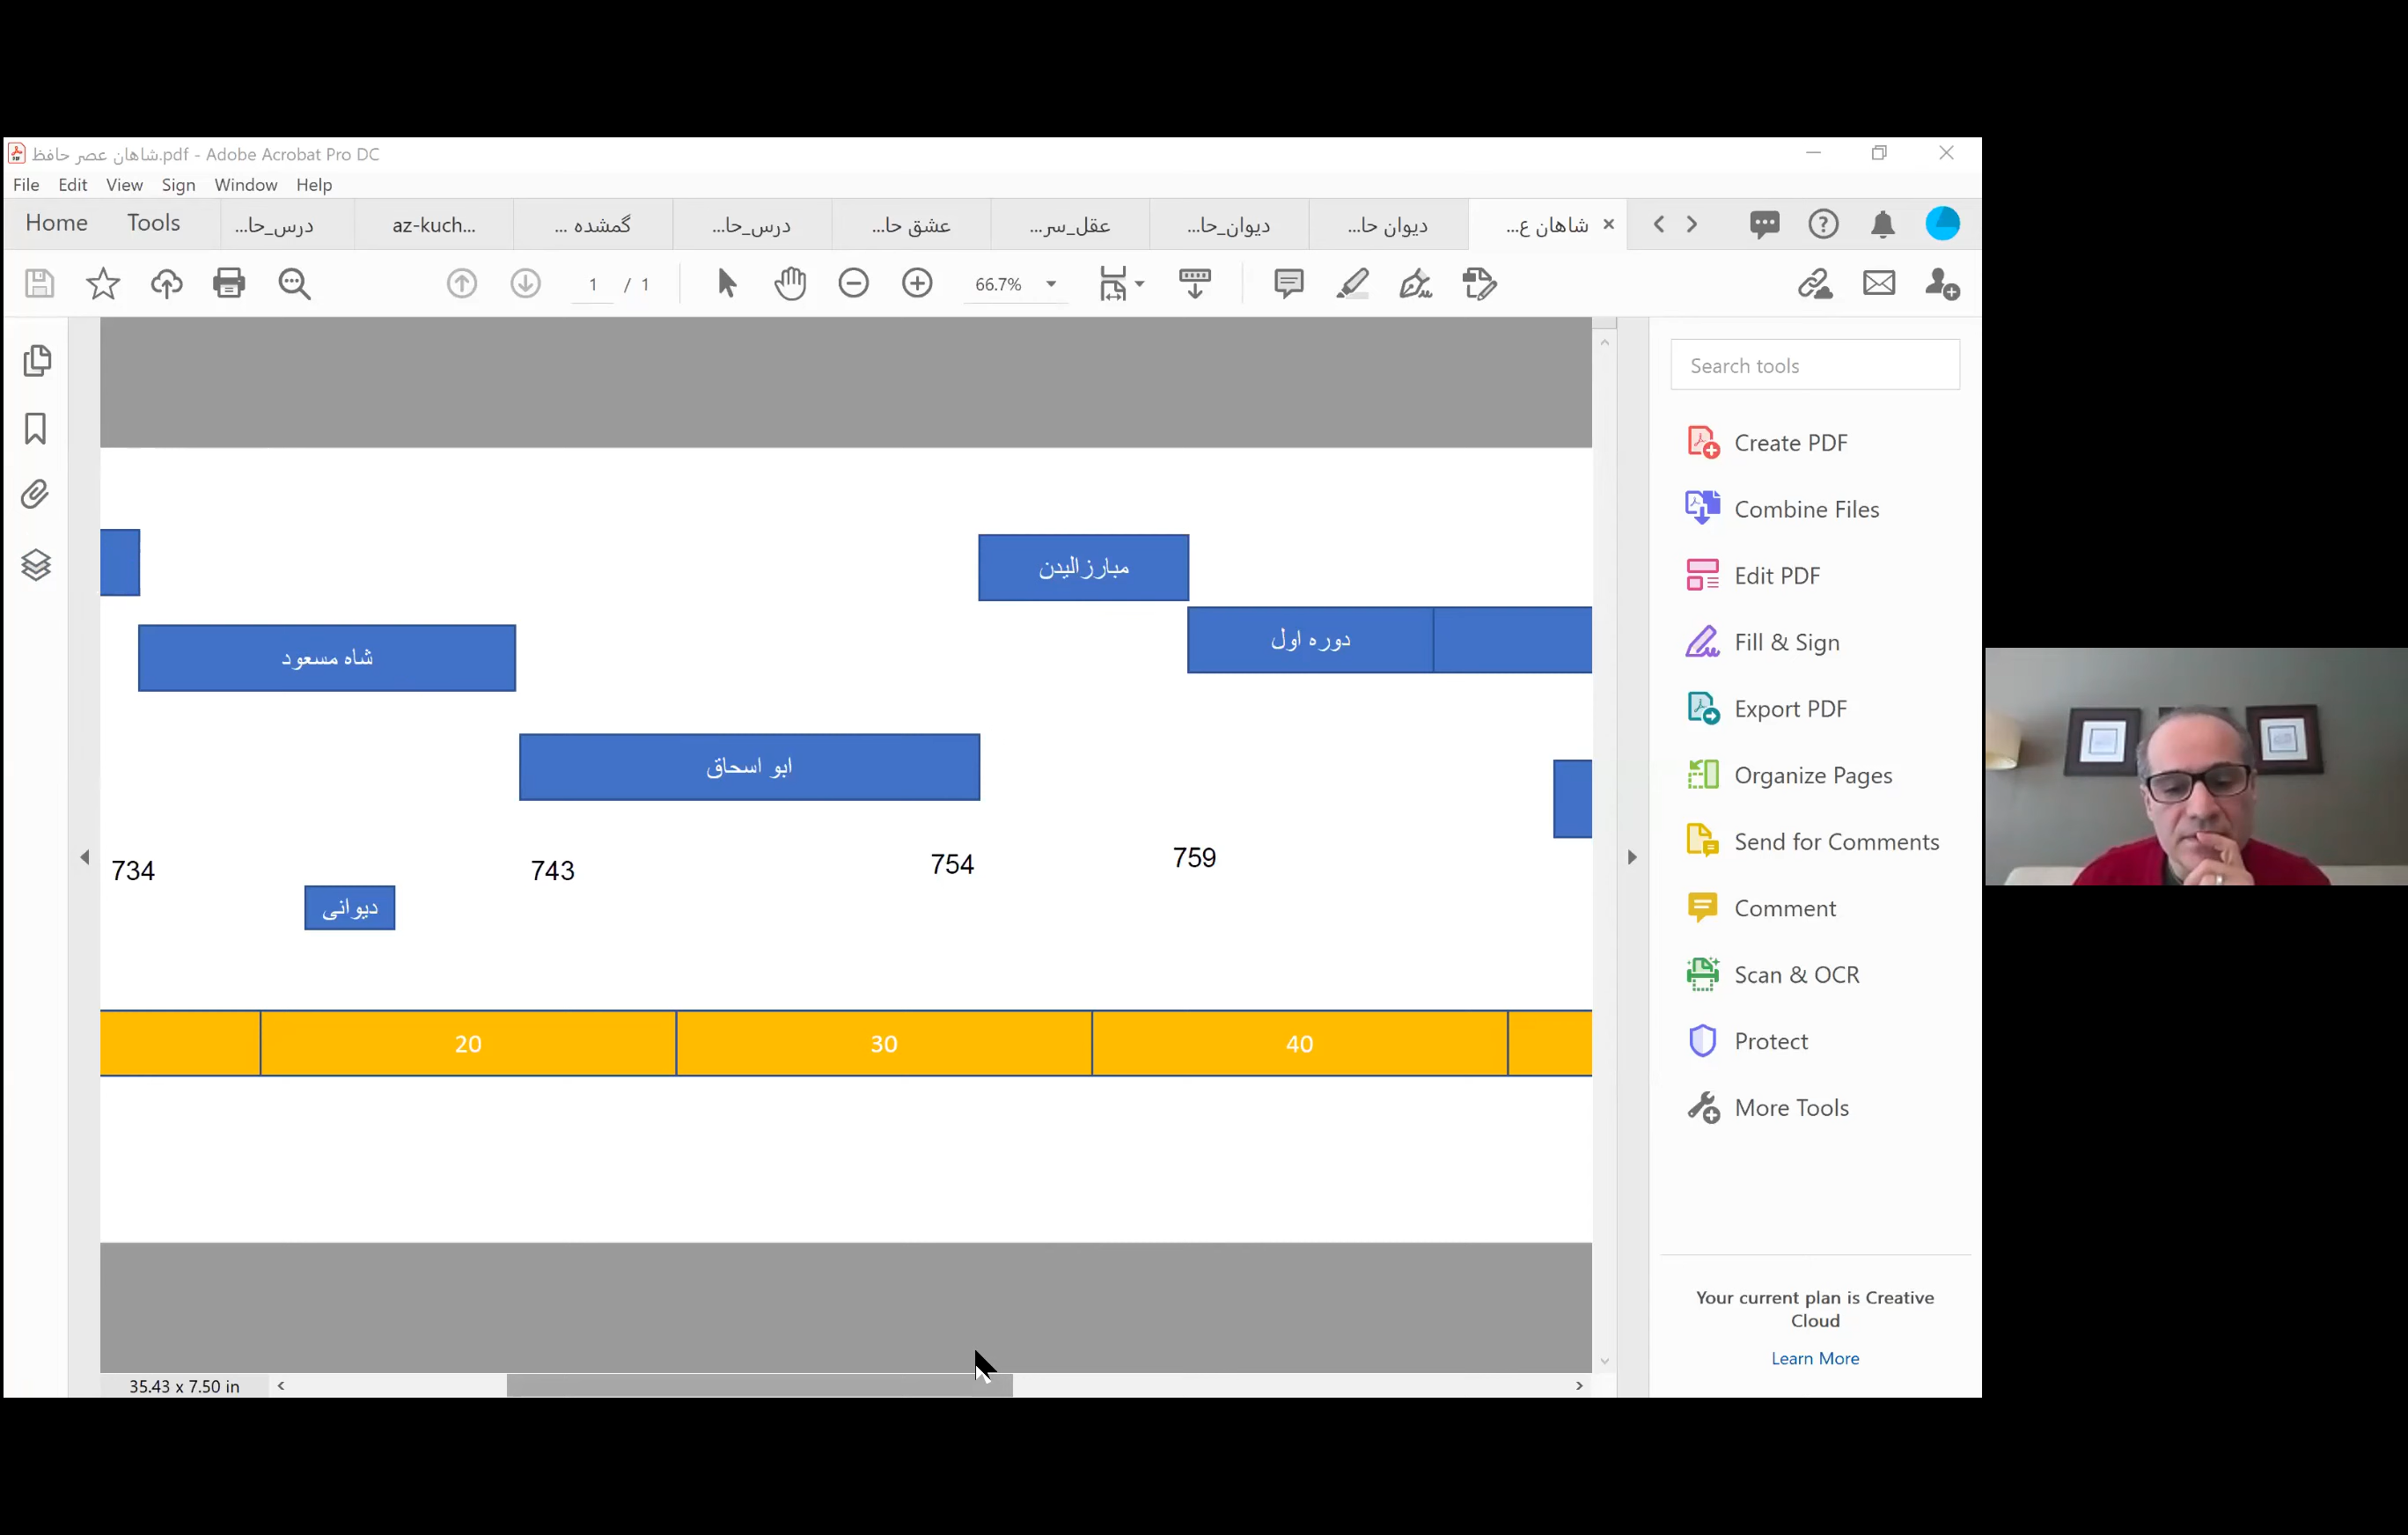 شاهان عصر حافظ.pdf - Adobe Acrobat Pro DC
File Edit View Sign Window Help
Home Tools درس_حا... az-kuch... گمشده ... درس_حا... عشق حا... عقل_سر... دیوان_حا... دیوان حا... شاهان ع...
1 / 1 66.7%
Search tools
Create PDF
Combine Files
Edit PDF
Fill & Sign
Export PDF
Organize Pages
Send for Comments
Comment
Scan & OCR
Protect
More Tools
Your current plan is Creative
Cloud
Learn More
مبارزالیدن
دوره اول
شاه مسعود
ابو اسحاق
734 743 754 759
دیوانی
20 30 40
35.43 x 7.50 in